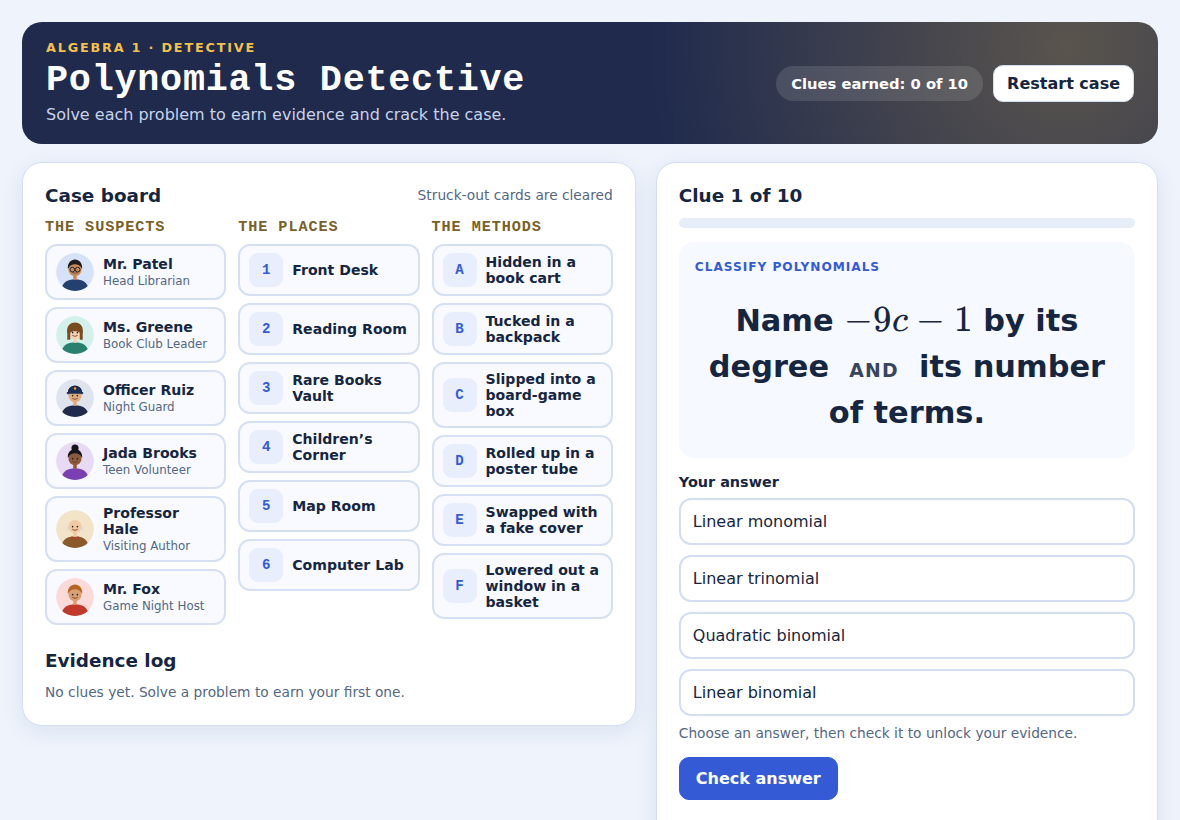 ALGEBRA 1 · DETECTIVE
Polynomials Detective
Solve each problem to earn evidence and crack the case.
Clues earned: 0 of 10
Restart case
Case board
Struck-out cards are cleared
THE SUSPECTS
Mr. Patel
Head Librarian
Ms. Greene
Book Club Leader
Officer Ruiz
Night Guard
Jada Brooks
Teen Volunteer
Professor
Hale
Visiting Author
Mr. Fox
Game Night Host
THE PLACES
1 Front Desk
2 Reading Room
3 Rare Books
Vault
4 Children’s
Corner
5 Map Room
6 Computer Lab
THE METHODS
A Hidden in a
book cart
B Tucked in a
backpack
C Slipped into a
board-game
box
D Rolled up in a
poster tube
E Swapped with
a fake cover
F Lowered out a
window in a
basket
Evidence log
No clues yet. Solve a problem to earn your first one.
Clue 1 of 10
CLASSIFY POLYNOMIALS
Name −9c − 1 by its
degree AND its number
of terms.
Your answer
Linear monomial
Linear trinomial
Quadratic binomial
Linear binomial
Choose an answer, then check it to unlock your evidence.
Check answer